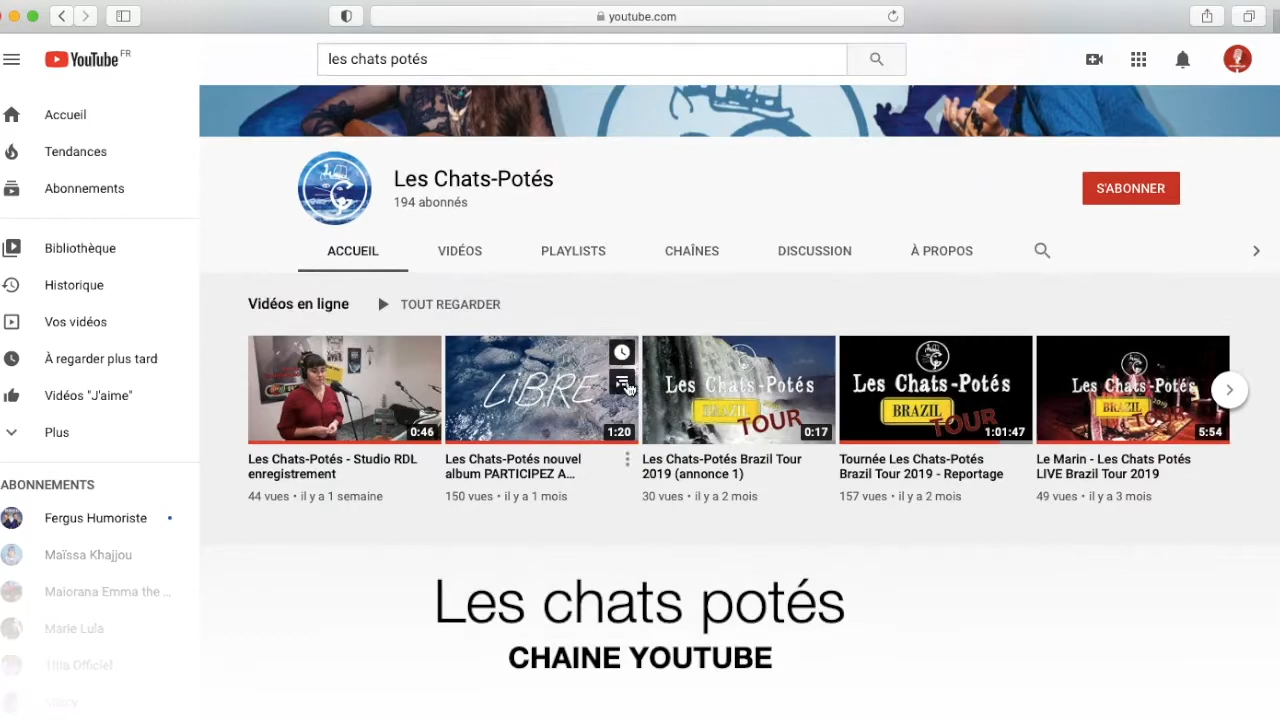 youtube.com
YouTube FR
les chats potés
Accueil
Tendances
Abonnements
Bibliothèque
Historique
Vos vidéos
À regarder plus tard
Vidéos "J'aime"
Plus
ABONNEMENTS
Fergus Humoriste
Maïssa Khajjou
Maiorana Emma the ...
Marie Lula
Les Chats-Potés
194 abonnés
S'ABONNER
ACCUEIL
VIDÉOS
PLAYLISTS
CHAÎNES
DISCUSSION
À PROPOS
Vidéos en ligne
TOUT REGARDER
0:46
Les Chats-Potés - Studio RDL
enregistrement
44 vues • il y a 1 semaine
LIBRE
1:20
Les Chats-Potés nouvel
album PARTICIPEZ A...
150 vues • il y a 1 mois
Les Chats-Potés
BRAZIL
TOUR
0:17
Les Chats-Potés Brazil Tour
2019 (annonce 1)
30 vues • il y a 2 mois
Les Chats-Potés
BRAZIL
TOUR
1:01:47
Tournée Les Chats-Potés
Brazil Tour 2019 - Reportage
157 vues • il y a 2 mois
Les Chats-Potés
BRAZIL
TOUR
2019
5:54
Le Marin - Les Chats Potés
LIVE Brazil Tour 2019
49 vues • il y a 3 mois
Les chats potés
CHAINE YOUTUBE